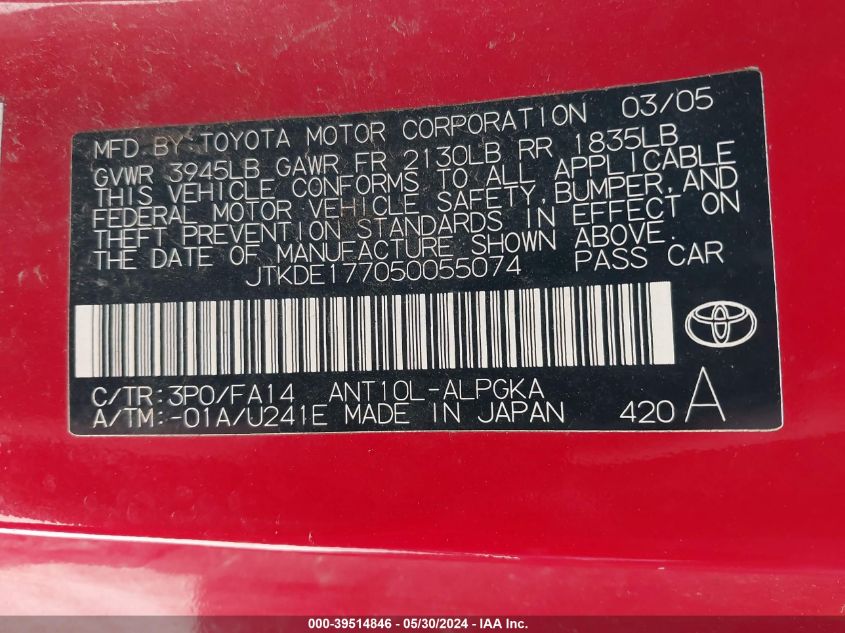 MFD BY:TOYOTA MOTOR CORPORATION 03/05
GVWR 3945LB GAWR FR 2130LB RR 1835LB
THIS VEHICLE CONFORMS TO ALL APPLICABLE
FEDERAL MOTOR VEHICLE SAFETY,BUMPER,AND
THEFT PREVENTION STANDARDS IN EFFECT ON
THE DATE OF MANUFACTURE SHOWN ABOVE.
JTKDE177050055074 PASS CAR
C/TR:3P0/FA14 ANT10L-ALPGKA
A/TM:-01A/U241E MADE IN JAPAN 420 A
000-39514846 - 05/30/2024 - IAA Inc.